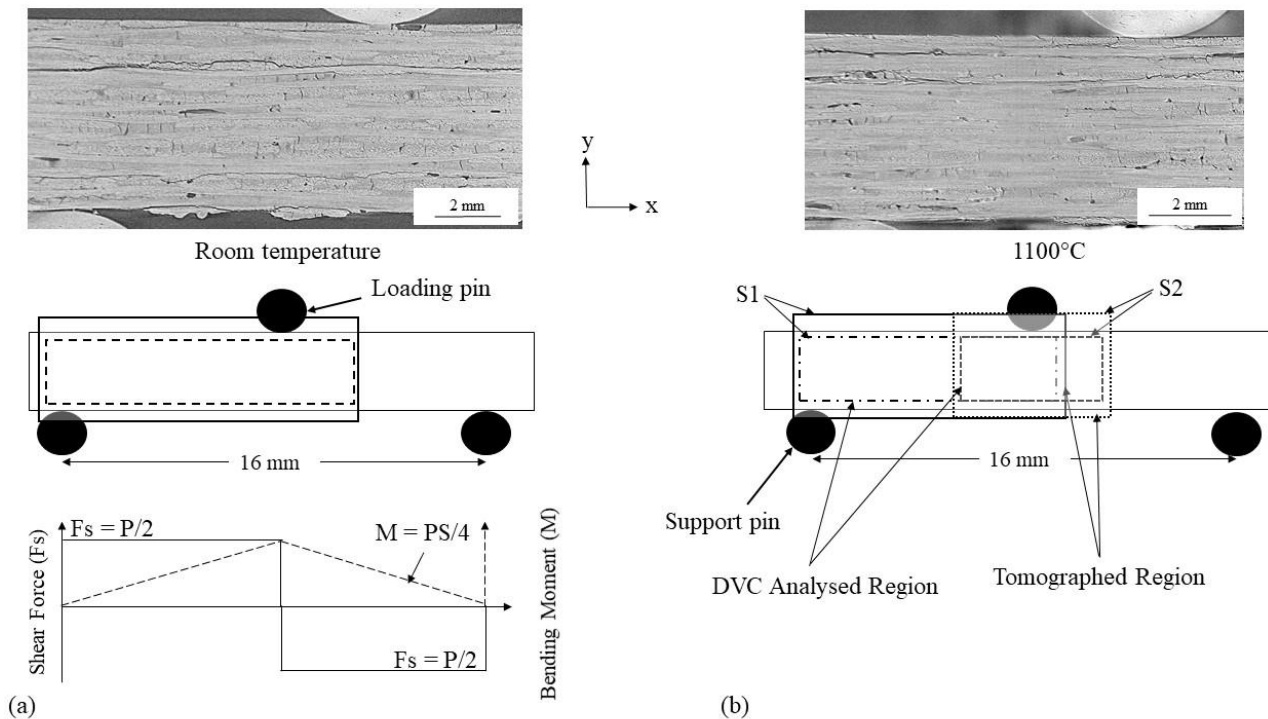 2 mm
Room temperature
Loading pin
16 mm
Fs = P/2
M = PS/4
Shear Force (Fs)
Fs = P/2
Bending Moment (M)
(a)
y
x
2 mm
1100°C
S1
S2
16 mm
Support pin
DVC Analysed Region
Tomographed Region
(b)